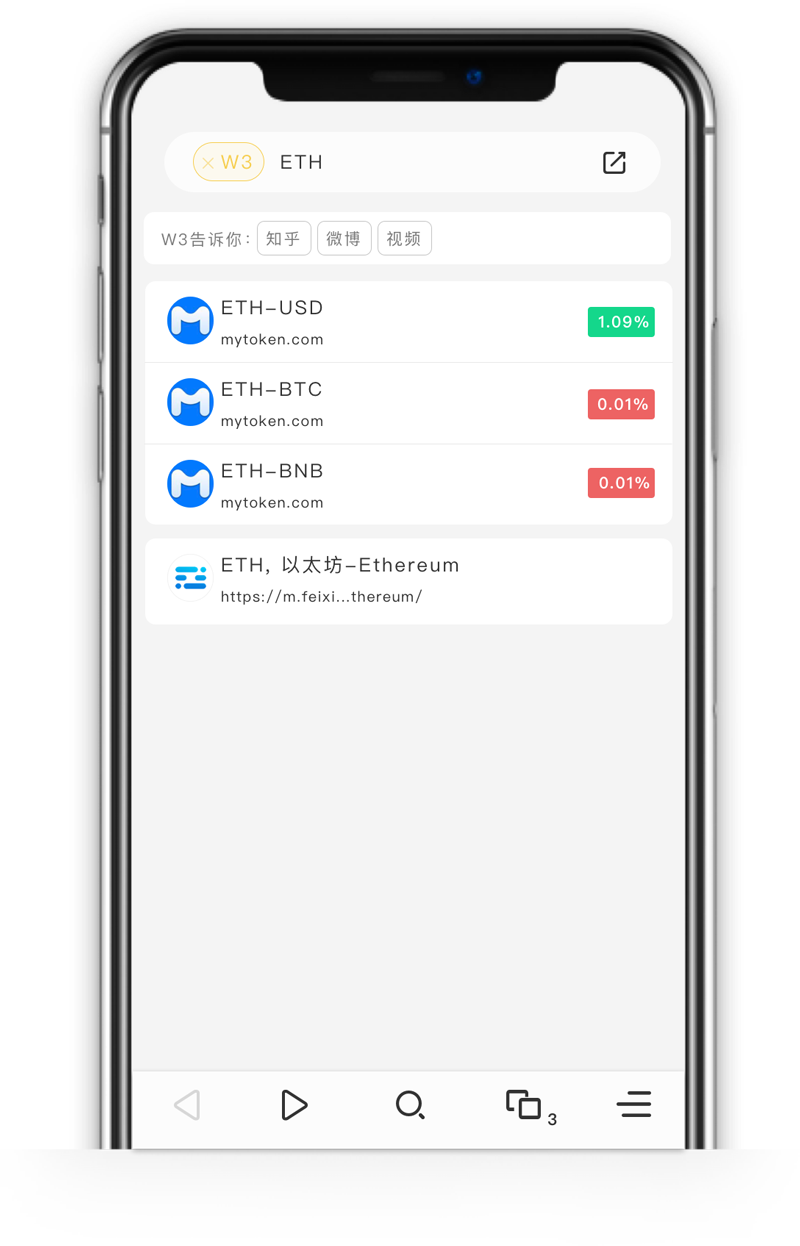 × W3 ETH
W3告诉你: 知乎 微博 视频
ETH-USD
mytoken.com
1.09%
ETH-BTC
mytoken.com
0.01%
ETH-BNB
mytoken.com
0.01%
ETH, 以太坊-Ethereum
https://m.feixi...thereum/
3